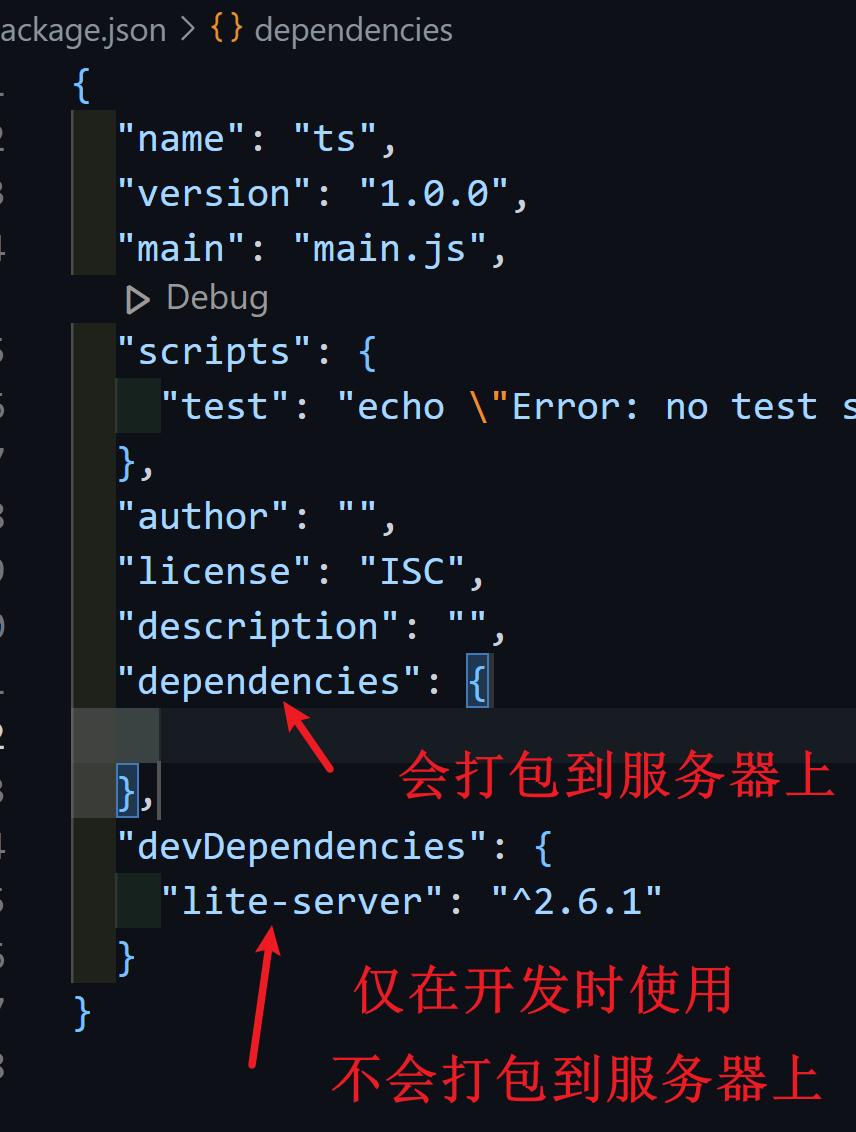 ackage.json > {} dependencies
{
"name": "ts",
"version": "1.0.0",
"main": "main.js",
Debug
"scripts": {
"test": "echo \"Error: no test s
},
"author": "",
"license": "ISC",
"description": "",
"dependencies": {
会打包到服务器上
},
"devDependencies": {
"lite-server": "^2.6.1"
}
仅在开发时使用
}
不会打包到服务器上